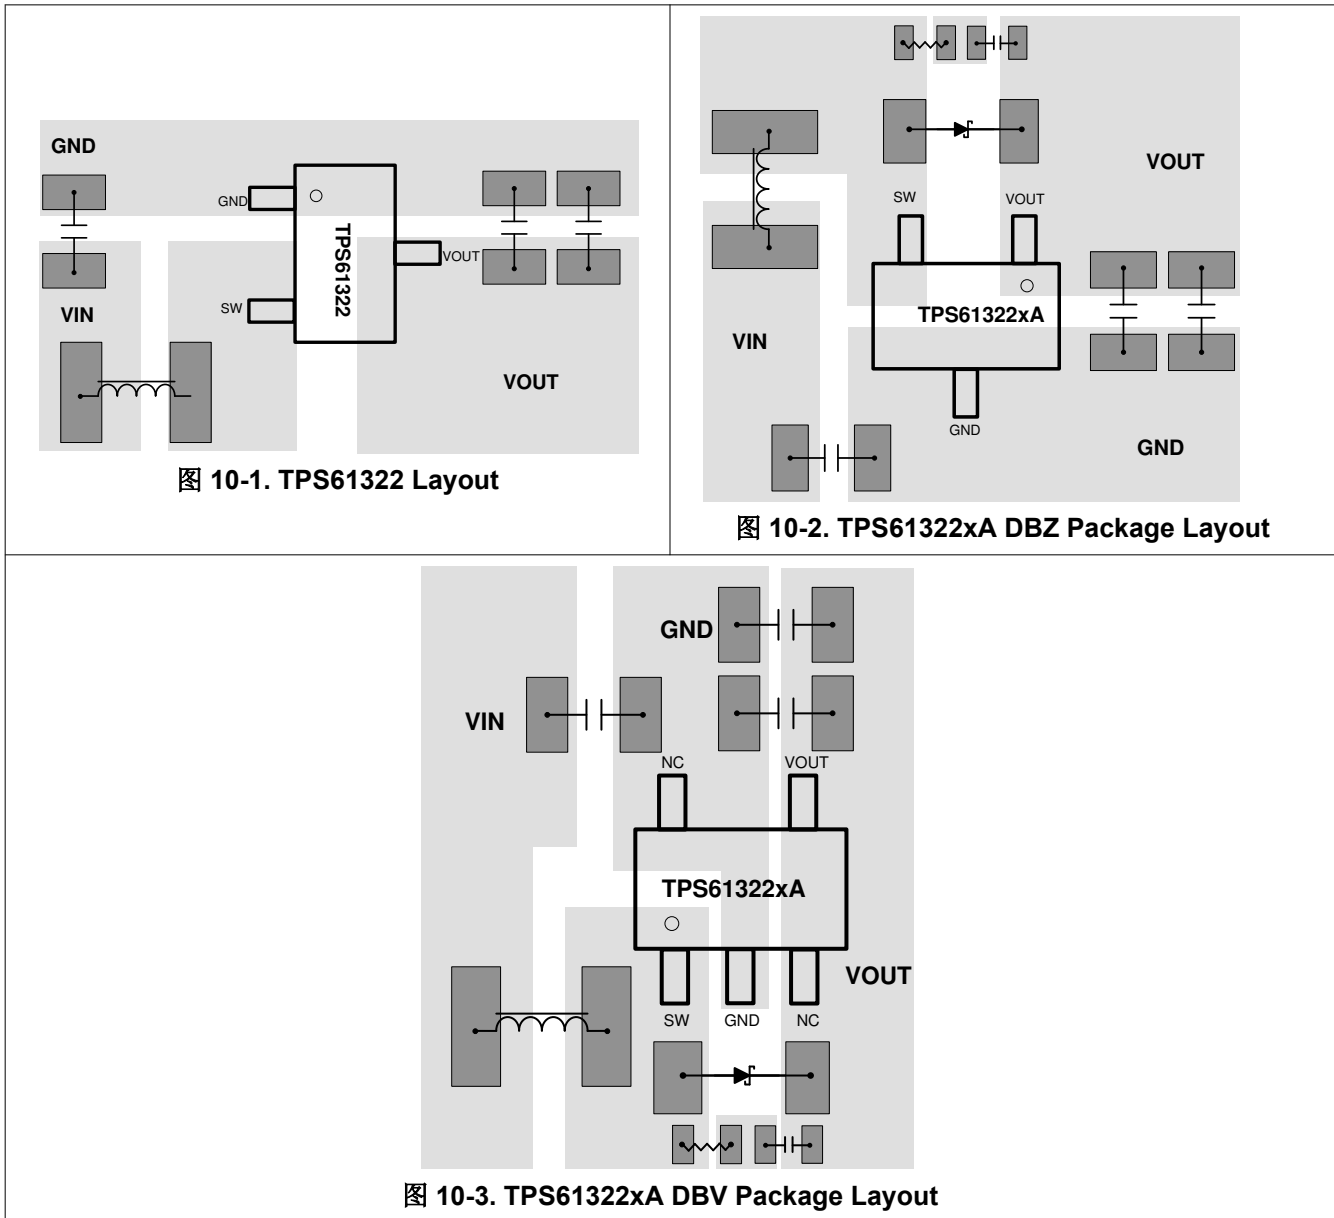 GND
GND
TPS61322
VOUT
SW
VIN
VOUT
图 10-1. TPS61322 Layout
VOUT
SW
VOUT
TPS61322xA
VIN
GND
GND
图 10-2. TPS61322xA DBZ Package Layout
GND
VIN
NC
VOUT
TPS61322xA
VOUT
SW
GND
NC
图 10-3. TPS61322xA DBV Package Layout